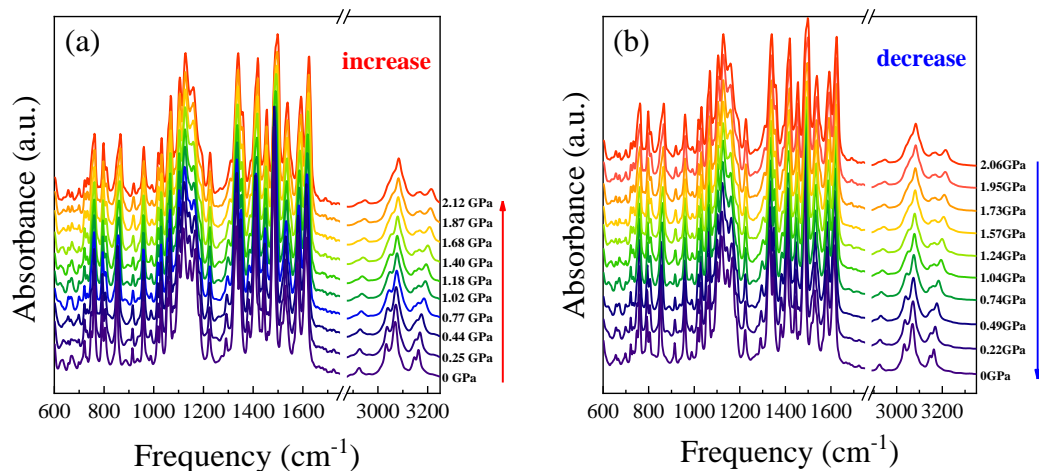 (a)
increase
Absorbance (a.u.)
2.12 GPa
1.87 GPa
1.68 GPa
1.40 GPa
1.18 GPa
1.02 GPa
0.77 GPa
0.44 GPa
0.25 GPa
0 GPa
600 800 1000 1200 1400 1600 3000 3200
Frequency (cm-1)
(b)
decrease
Absorbance (a.u.)
2.06GPa
1.95GPa
1.73GPa
1.57GPa
1.24GPa
1.04GPa
0.74GPa
0.49GPa
0.22GPa
0GPa
600 800 1000 1200 1400 1600 3000 3200
Frequency (cm-1)